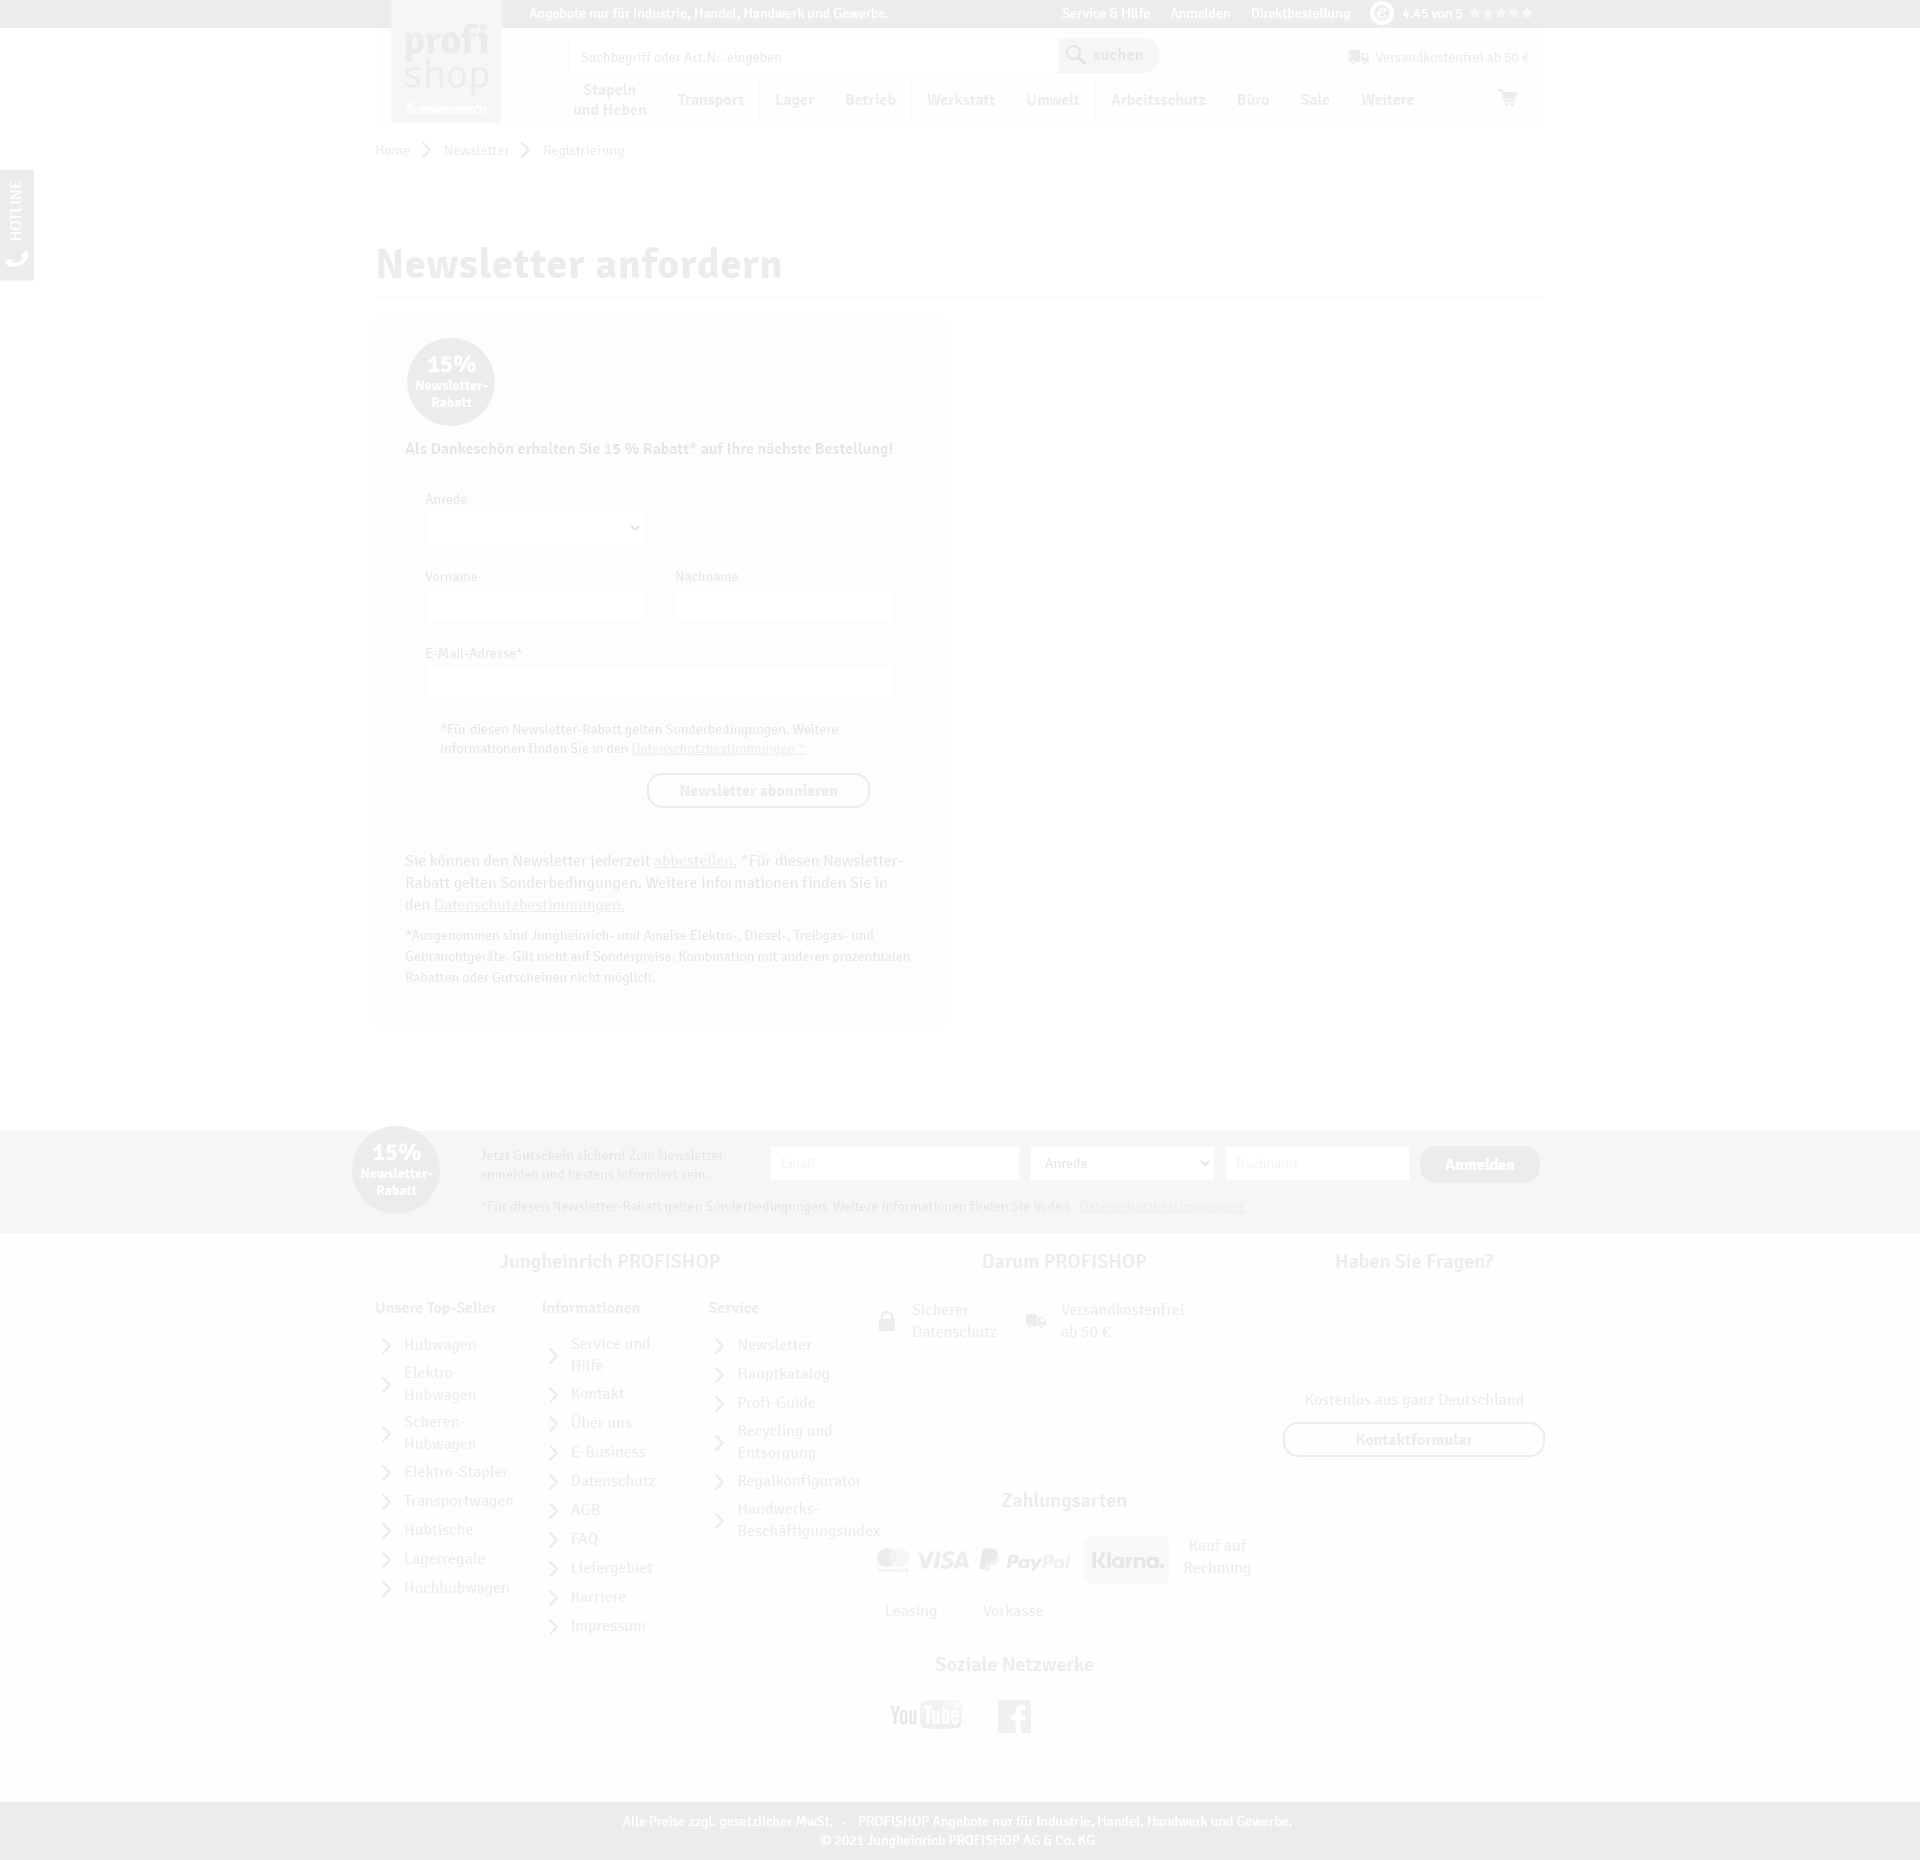 Angebote nur für Industrie, Handel, Handwerk und Gewerbe.
Service & Hilfe
Anmelden
Direktbestellung
4.45 von 5
profi
shop
JUNGHEINRICH
Suchbegriff oder Art.Nr. eingeben
suchen
Versandkostenfrei ab 50 €
Stapeln
und Heben
Transport
Lager
Betrieb
Werkstatt
Umwelt
Arbeitsschutz
Büro
Sale
Weitere
Home
Newsletter
Registrierung
HOTLINE
Newsletter anfordern
15%
Newsletter-
Rabatt
Als Dankeschön erhalten Sie 15 % Rabatt* auf Ihre nächste Bestellung!
Anrede
Vorname
Nachname
E-Mail-Adresse*
*Für diesen Newsletter-Rabatt gelten Sonderbedingungen. Weitere
Informationen finden Sie in den Datenschutzbestimmungen *
Newsletter abonnieren
Sie können den Newsletter jederzeit abbestellen. *Für diesen Newsletter-
Rabatt gelten Sonderbedingungen. Weitere Informationen finden Sie in
den Datenschutzbestimmungen.
*Ausgenommen sind Jungheinrich- und Ameise Elektro-, Diesel-, Treibgas- und
Gebrauchtgeräte. Gilt nicht auf Sonderpreise. Kombination mit anderen prozentualen
Rabatten oder Gutscheinen nicht möglich.
15%
Newsletter-
Rabatt
Jetzt Gutschein sichern! Zum Newsletter
anmelden und bestens informiert sein.
Email
Anrede
Nachname
Anmelden
*Für diesen Newsletter-Rabatt gelten Sonderbedingungen. Weitere Informationen finden Sie in den Datenschutzbestimmungen.
Jungheinrich PROFISHOP
Unsere Top-Seller
Hubwagen
Elektro-
Hubwagen
Scheren-
Hubwagen
Elektro-Stapler
Transportwagen
Hubtische
Lagerregale
Hochhubwagen
Informationen
Service und
Hilfe
Kontakt
Über uns
E-Business
Datenschutz
AGB
FAQ
Liefergebiet
Karriere
Impressum
Service
Newsletter
Hauptkatalog
Profi-Guide
Recycling und
Entsorgung
Regalkonfigurator
Handwerks-
Beschäftigungsindex
Darum PROFISHOP
Sicherer
Datenschutz
Versandkostenfrei
ab 50 €
Zahlungsarten
VISA
PayPal
Klarna.
Kauf auf
Rechnung
Leasing
Vorkasse
Soziale Netzwerke
YouTube
Haben Sie Fragen?
Kostenlos aus ganz Deutschland
Kontaktformular
Alle Preise zzgl. gesetzlicher MwSt. · PROFISHOP Angebote nur für Industrie, Handel, Handwerk und Gewerbe.
© 2021 Jungheinrich PROFISHOP AG & Co. KG